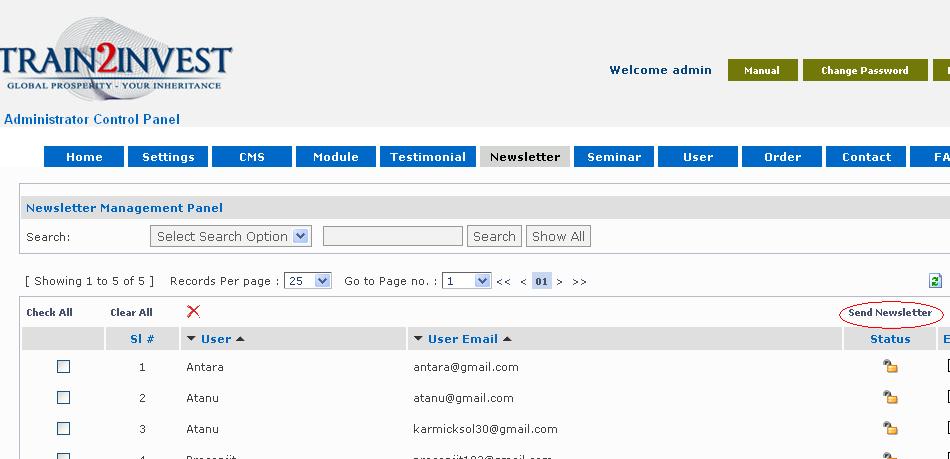 TRAIN2INVEST
GLOBAL PROSPERITY - YOUR INHERITANCE
Welcome admin Manual Change Password
Administrator Control Panel
Home Settings CMS Module Testimonial Newsletter Seminar User Order Contact FA
Newsletter Management Panel
Search: Select Search Option Search Show All
[ Showing 1 to 5 of 5 ] Records Per page : 25 Go to Page no. : 1 << < 01 > >>
Check All Clear All Send Newsletter
Sl # User User Email Status E
1 Antara antara@gmail.com
2 Atanu atanu@gmail.com
3 Atanu karmicksol30@gmail.com